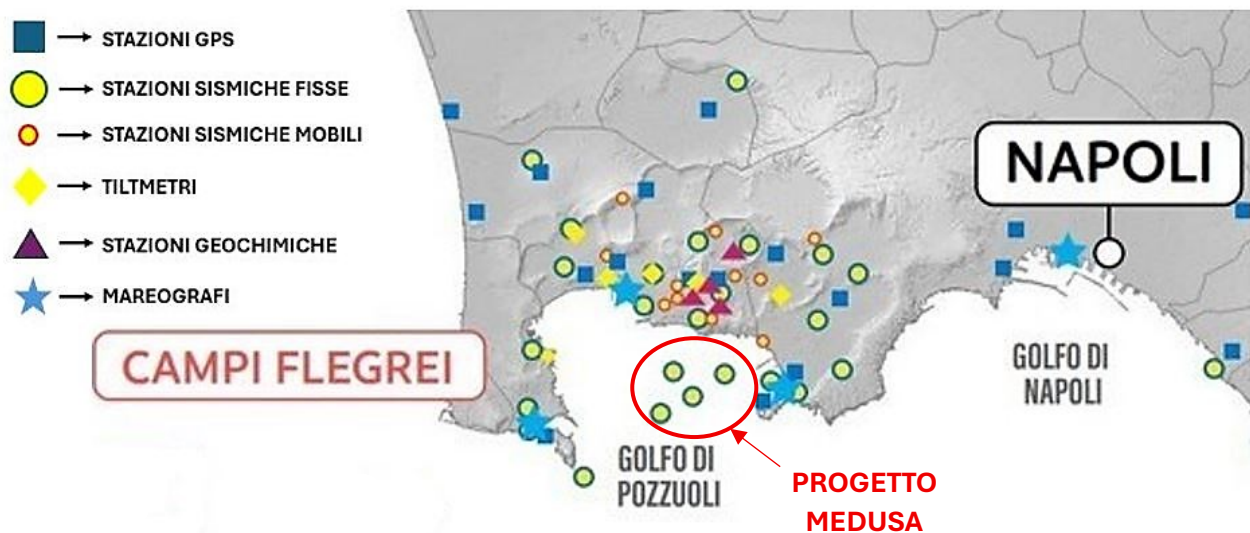 STAZIONI GPS
STAZIONI SISMICHE FISSE
STAZIONI SISMICHE MOBILI
TILTMETRI
STAZIONI GEOCHIMICHE
MAREOGRAFI
NAPOLI
CAMPI FLEGREI
GOLFO DI
NAPOLI
GOLFO DI
POZZUOLI
PROGETTO
MEDUSA